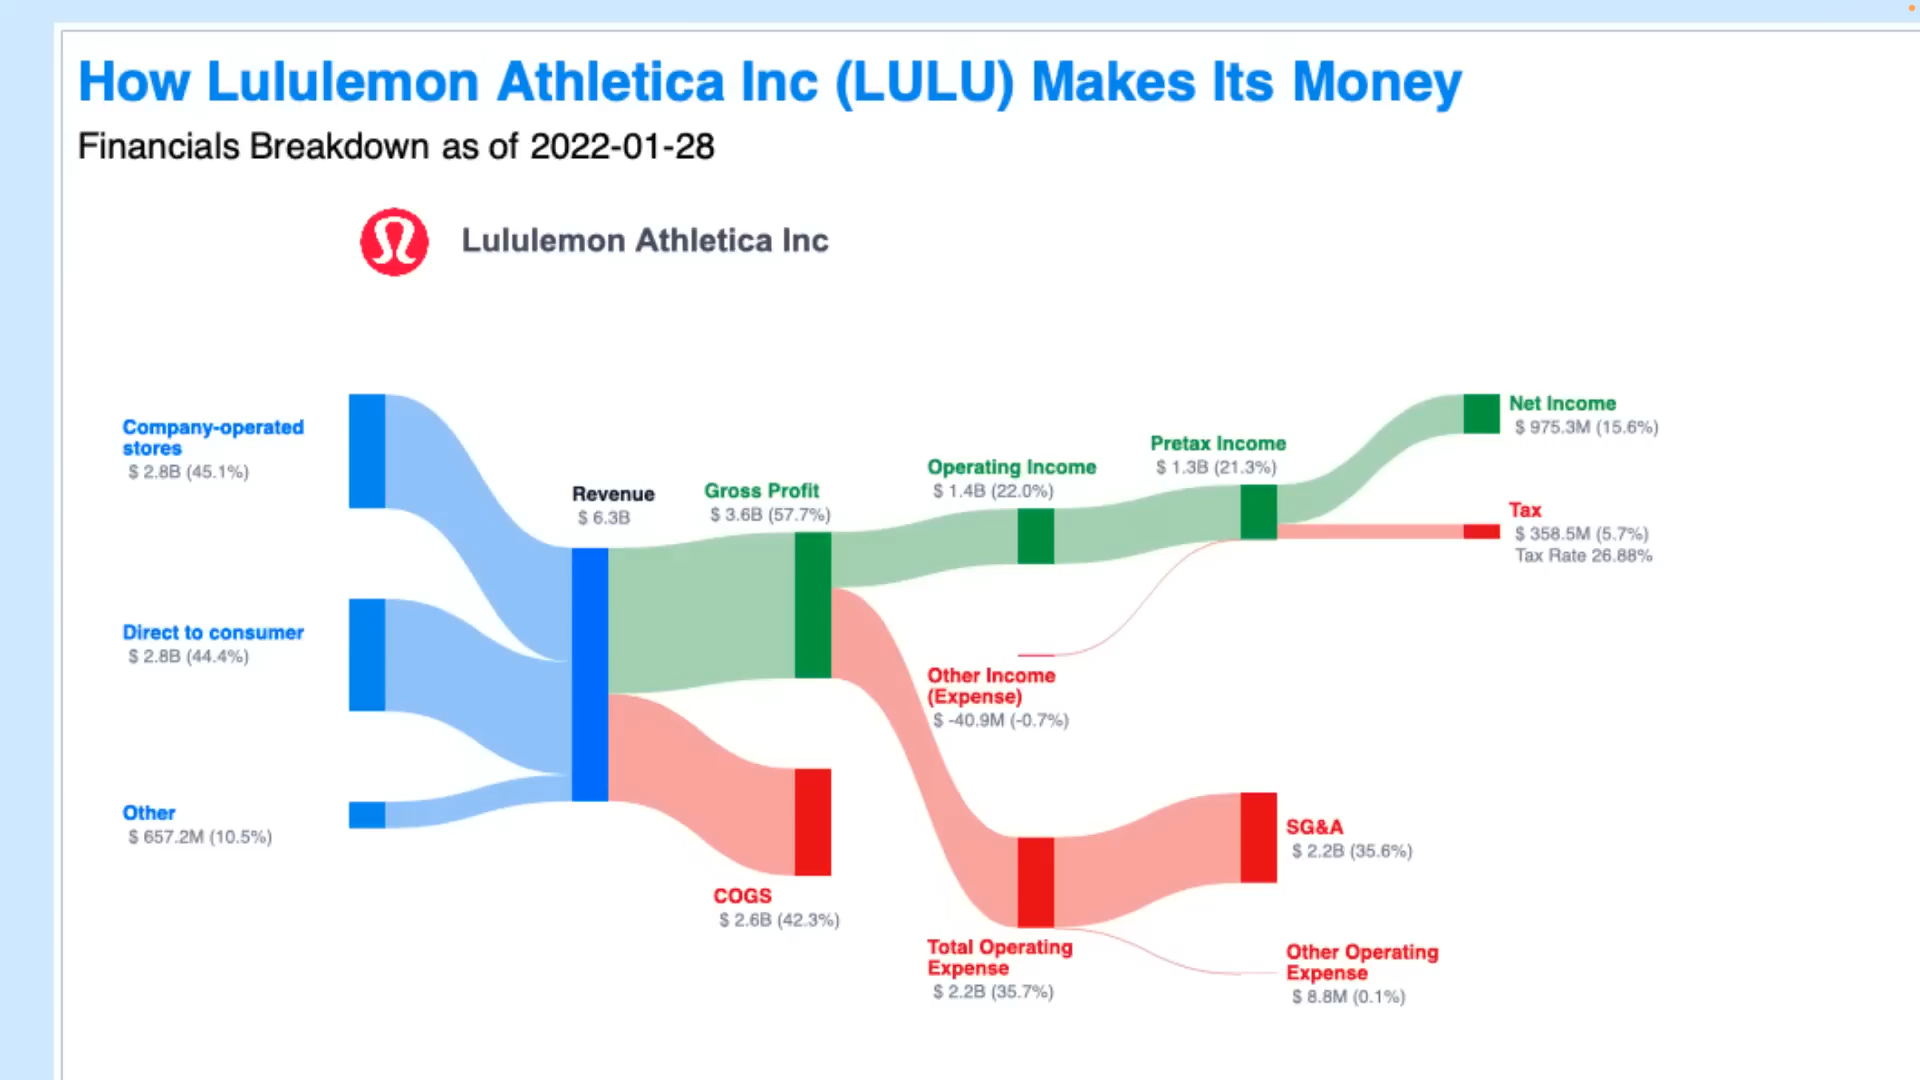 How Lululemon Athletica Inc (LULU) Makes Its Money
Financials Breakdown as of 2022-01-28
Lululemon Athletica Inc
Company-operated
stores
$ 2.8B (45.1%)
Direct to consumer
$ 2.8B (44.4%)
Other
$ 657.2M (10.5%)
Revenue
$ 6.3B
Gross Profit
$ 3.6B (57.7%)
COGS
$ 2.6B (42.3%)
Operating Income
$ 1.4B (22.0%)
Other Income
(Expense)
$ -40.9M (-0.7%)
Total Operating
Expense
$ 2.2B (35.7%)
Pretax Income
$ 1.3B (21.3%)
SG&A
$ 2.2B (35.6%)
Other Operating
Expense
$ 8.8M (0.1%)
Net Income
$ 975.3M (15.6%)
Tax
$ 358.5M (5.7%)
Tax Rate 26.88%